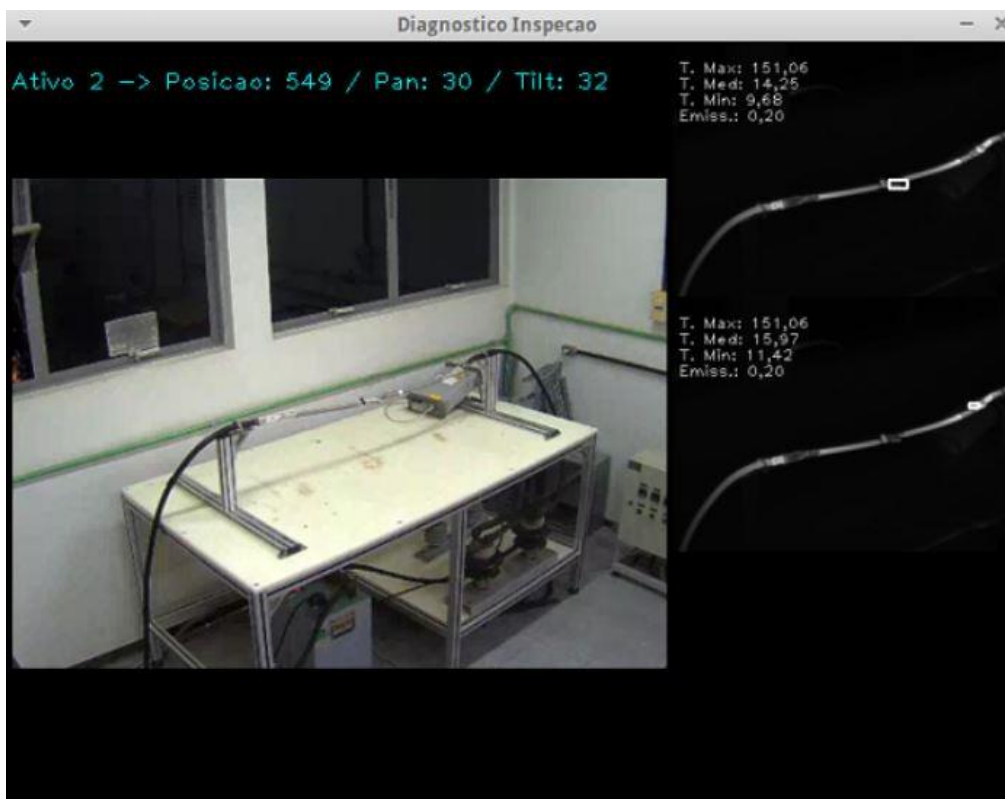 Diagnostico Inspecao
Ativo 2 -> Posicao: 549 / Pan: 30 / Tilt: 32
T. Max: 151,06
T. Med: 14,25
T. Min: 9,68
Emiss.: 0,20
T. Max: 151,06
T. Med: 15,97
T. Min: 11,42
Emiss.: 0,20